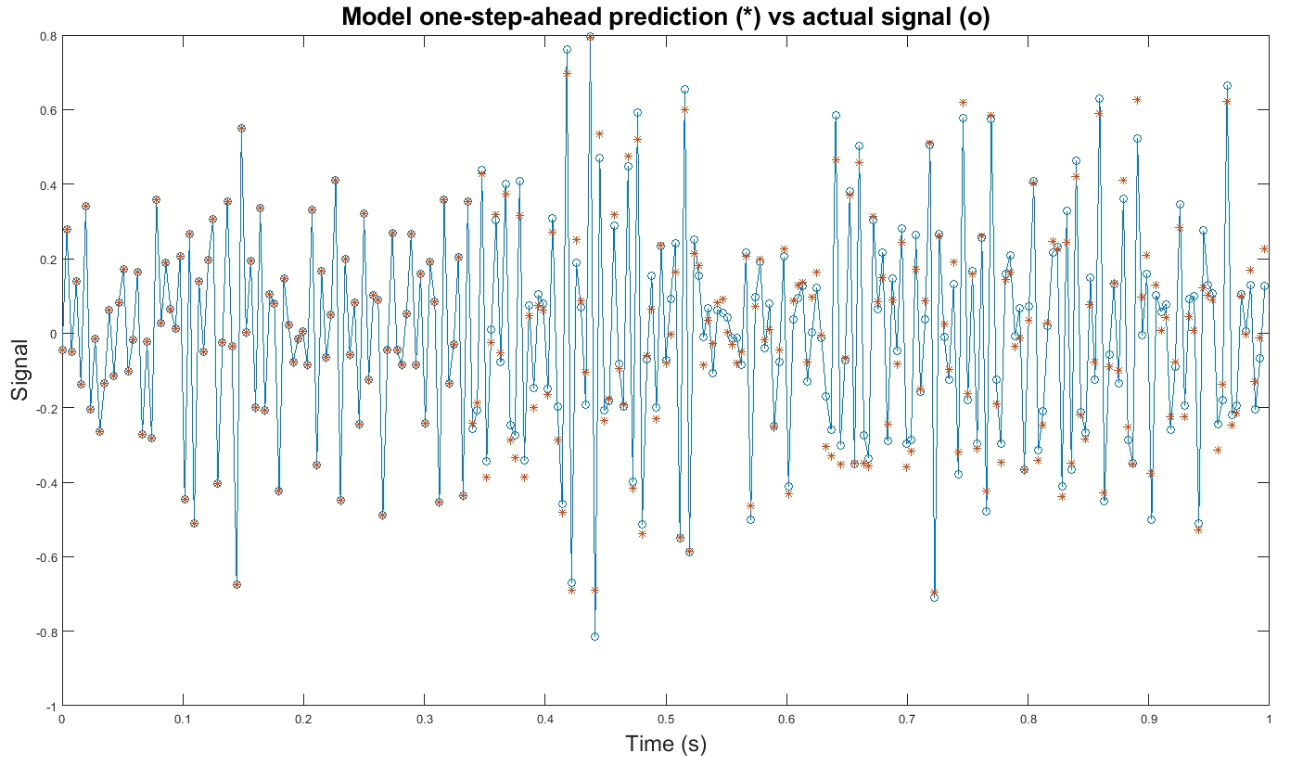 Model one-step-ahead prediction (*) vs actual signal (o)
0.8
0.6
0.4
0.2
0
-0.2
-0.4
-0.6
-0.8
-1
Signal
0 0.1 0.2 0.3 0.4 0.5 0.6 0.7 0.8 0.9 1
Time (s)